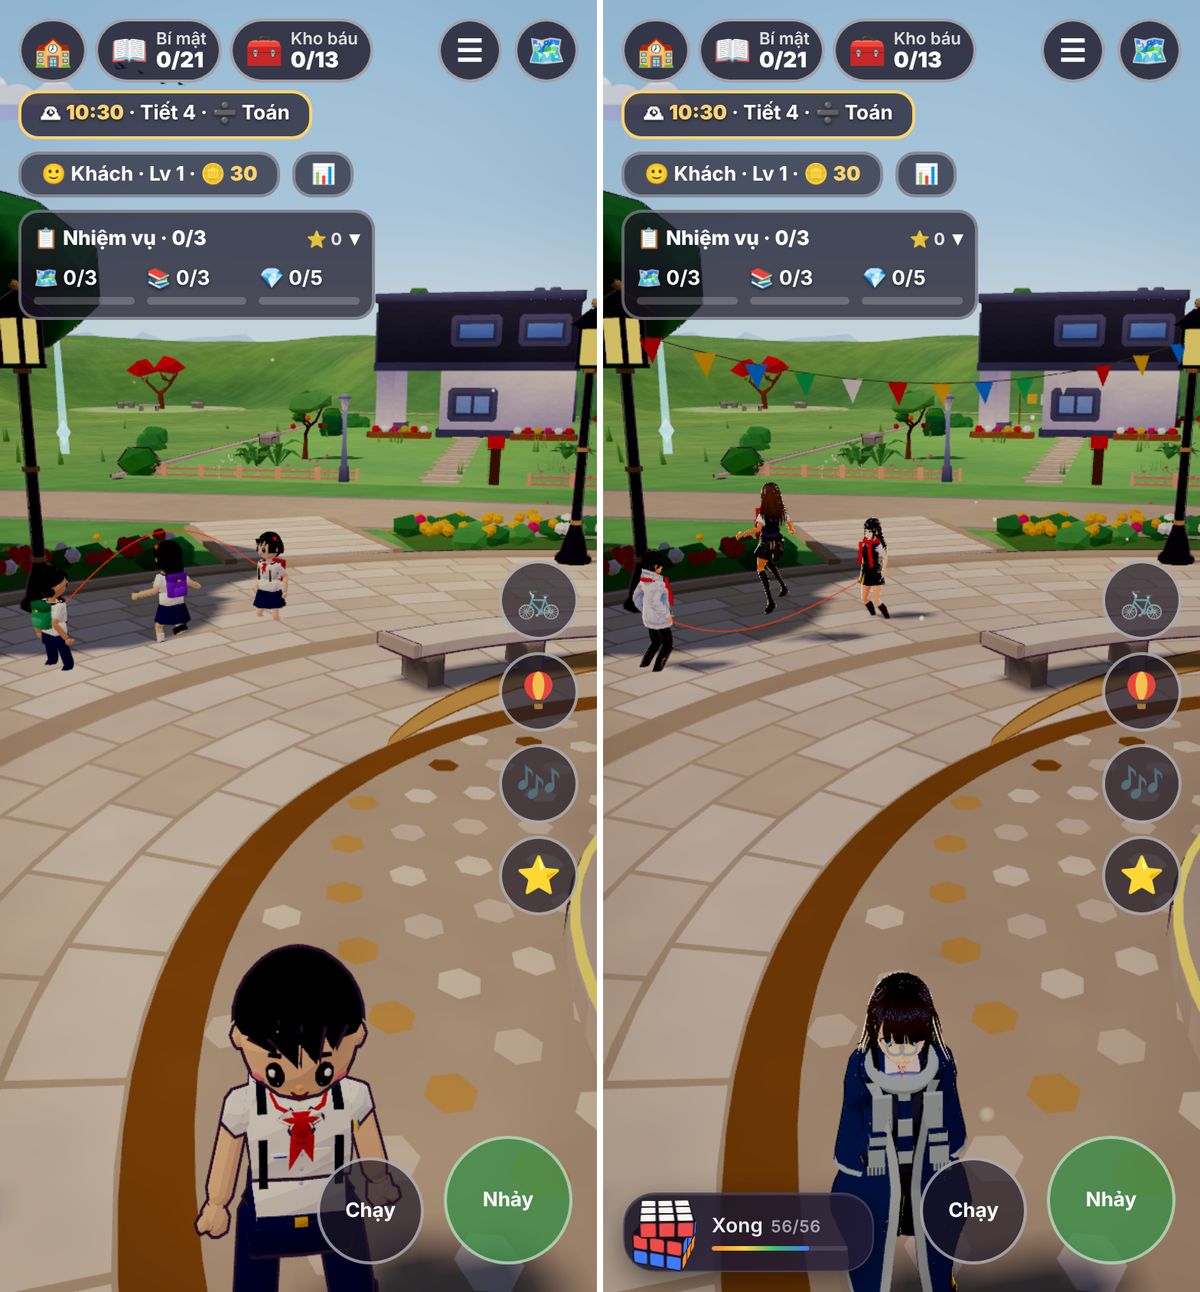 Bí mật
0/21
Kho báu
0/13
10:30 · Tiết 4 · ➗ Toán
Khách · Lv 1 · 🪙 30
Nhiệm vụ · 0/3
⭐ 0 ▼
0/3
0/3
0/5
Chạy
Nhảy
Bí mật
0/21
Kho báu
0/13
10:30 · Tiết 4 · ➗ Toán
Khách · Lv 1 · 🪙 30
Nhiệm vụ · 0/3
⭐ 0 ▼
0/3
0/3
0/5
Xong 56/56
Chạy
Nhảy